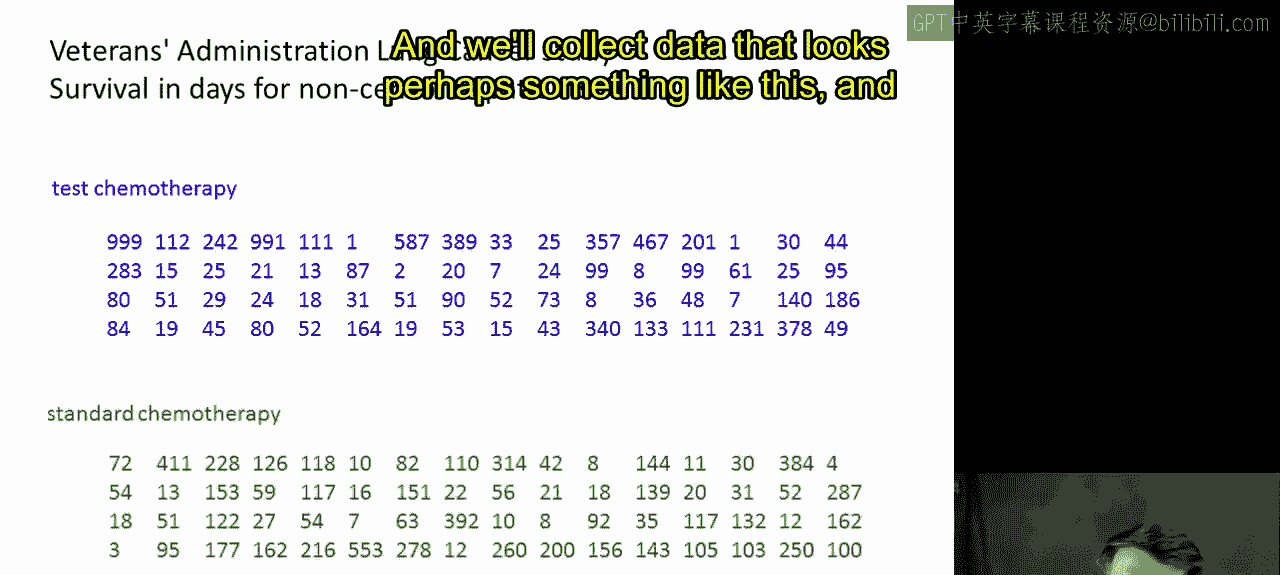 GPT中英字幕课程资源@bilibili.com
And we'll collect data that looks
perhaps something like this, and
Veterans' Administration
Survival in days for
test chemotherapy
999 112 242 991 111 1 587 389 33 25 357 467 201 1 30 44
283 15 25 21 13 87 2 20 7 24 99 8 99 61 25 95
80 51 29 24 18 31 51 90 52 73 8 36 48 7 140 186
84 19 45 80 52 164 19 53 15 43 340 133 111 231 378 49
standard chemotherapy
72 411 228 126 118 10 82 110 314 42 8 144 11 30 384 4
54 13 153 59 117 16 151 22 56 21 18 139 20 31 52 287
18 51 122 27 54 7 63 392 10 8 92 35 117 132 12 162
3 95 177 162 216 553 278 12 260 200 156 143 105 103 250 100